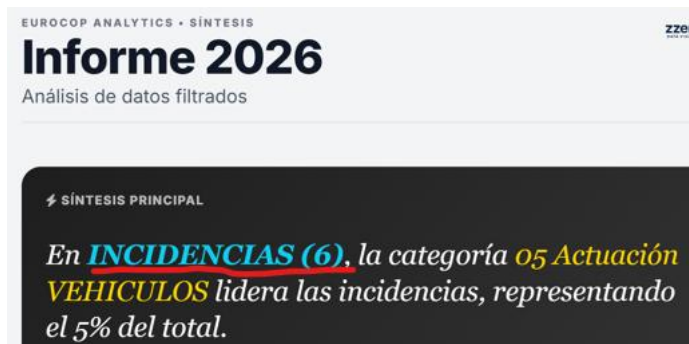 EUROCOP ANALYTICS • SÍNTESIS
Informe 2026
Análisis de datos filtrados
SÍNTESIS PRINCIPAL
En INCIDENCIAS (6), la categoría 05 Actuación
VEHICULOS lidera las incidencias, representando
el 5% del total.